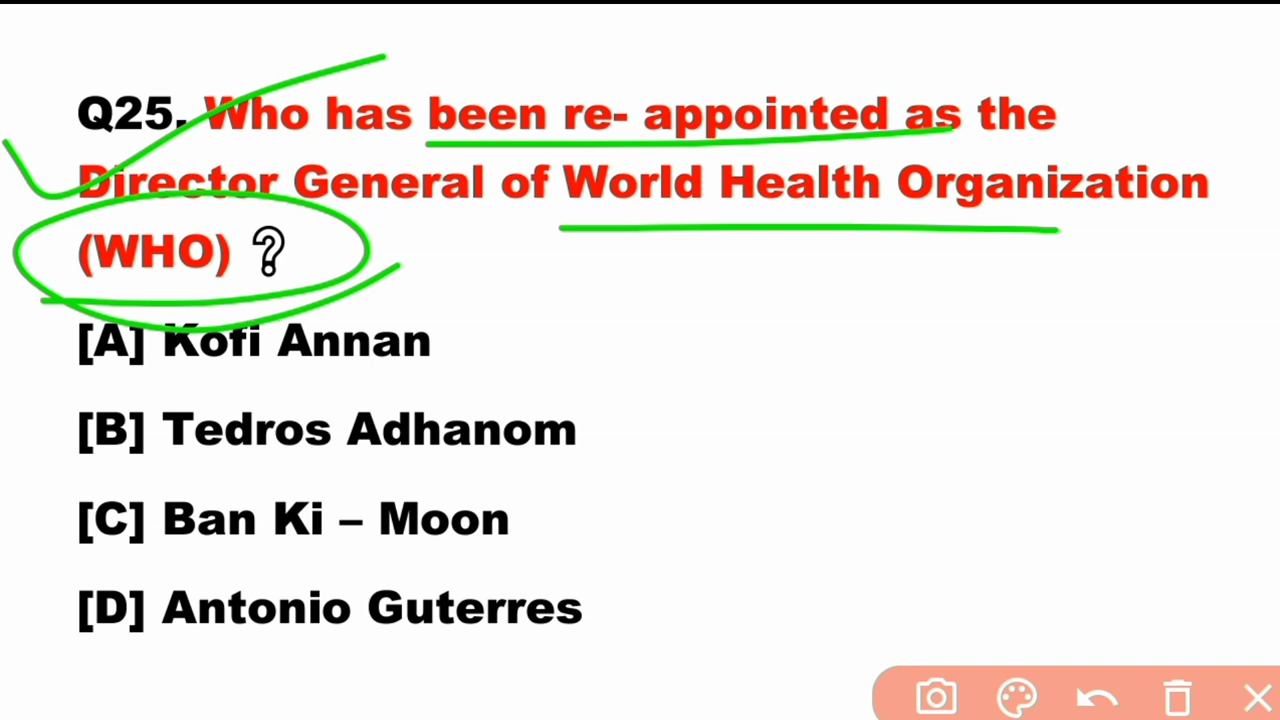 Q25. Who has been re- appointed as the
Director General of World Health Organization
(WHO) ?
[A] Kofi Annan
[B] Tedros Adhanom
[C] Ban Ki – Moon
[D] Antonio Guterres